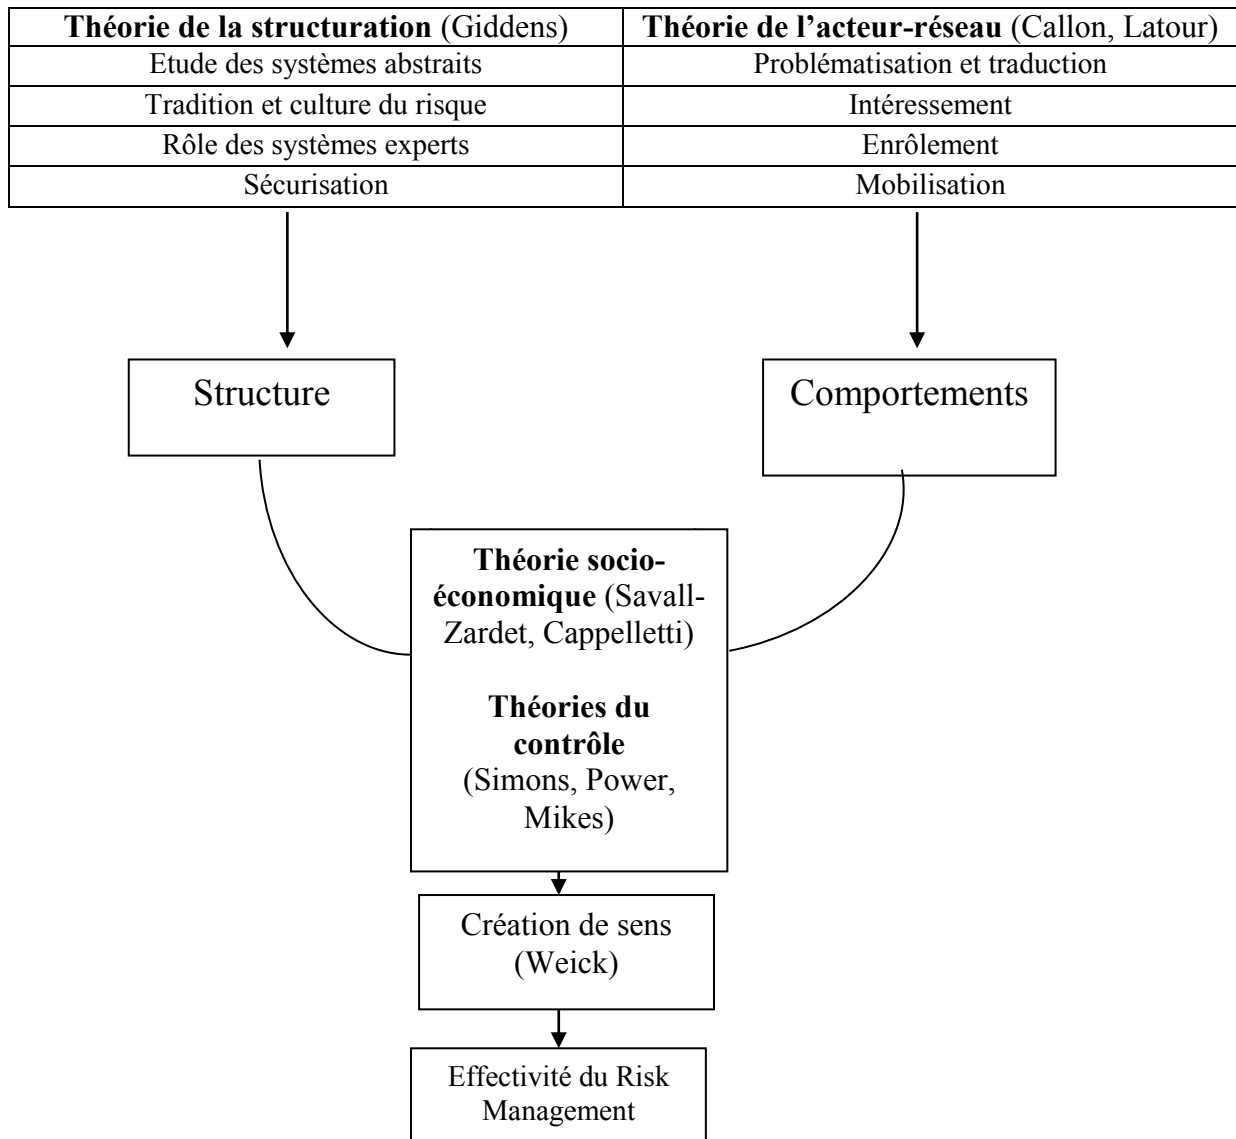 Théorie de la structuration (Giddens)
Théorie de l’acteur-réseau (Callon, Latour)
Etude des systèmes abstraits
Problématisation et traduction
Tradition et culture du risque
Intéressement
Rôle des systèmes experts
Enrôlement
Sécurisation
Mobilisation
Structure
Comportements
Théorie socio-
économique (Savall-
Zardet, Cappelletti)
Théories du
contrôle
(Simons, Power,
Mikes)
Création de sens
(Weick)
Effectivité du Risk
Management